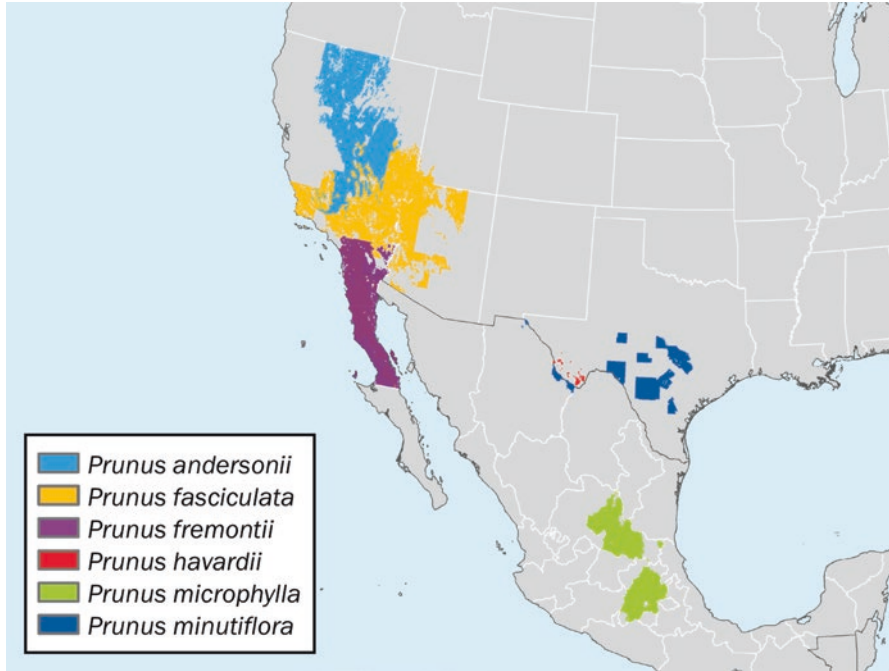 Prunus andersonii
Prunus fasciculata
Prunus fremontii
Prunus havardii
Prunus microphylla
Prunus minutiflora